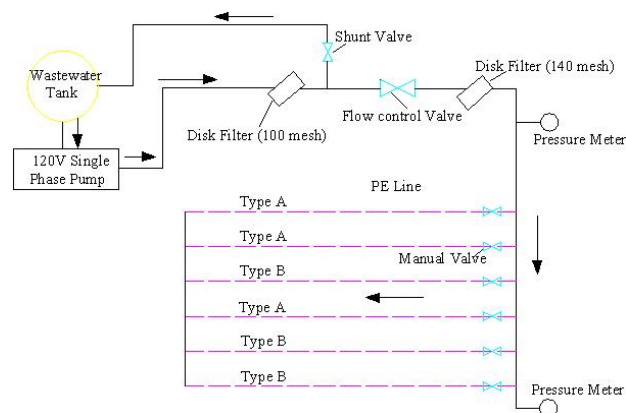 Shunt Valve
Disk Filter (140 mesh)
Wastewater
Tank
Flow control Valve
Disk Filter (100 mesh)
Pressure Meter
120V Single
Phase Pump
PE Line
Type A
Type A
Manual Valve
Type B
Type A
Type B
Type B
Pressure Meter